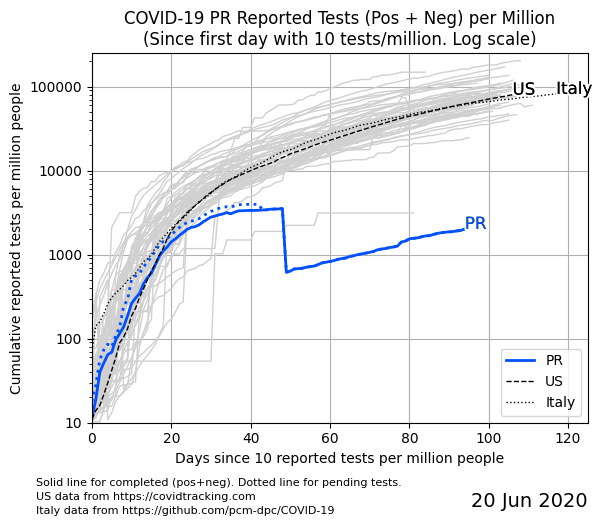 COVID-19 PR Reported Tests (Pos + Neg) per Million
(Since first day with 10 tests/million. Log scale)
Cumulative reported tests per million people
100000
10000
1000
100
10
US
Italy
PR
PR
US
Italy
0
20
40
60
80
100
120
Days since 10 reported tests per million people
Solid line for completed (pos+neg). Dotted line for pending tests.
US data from https://covidtracking.com
Italy data from https://github.com/pcm-dpc/COVID-19
20 Jun 2020